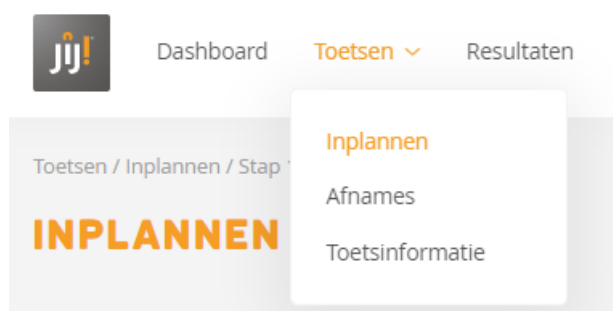 jij!
Dashboard Toetsen Resultaten
Inplannen
Afnames
Toetsinformatie
Toetsen / Inplannen / Stap
INPLANNEN